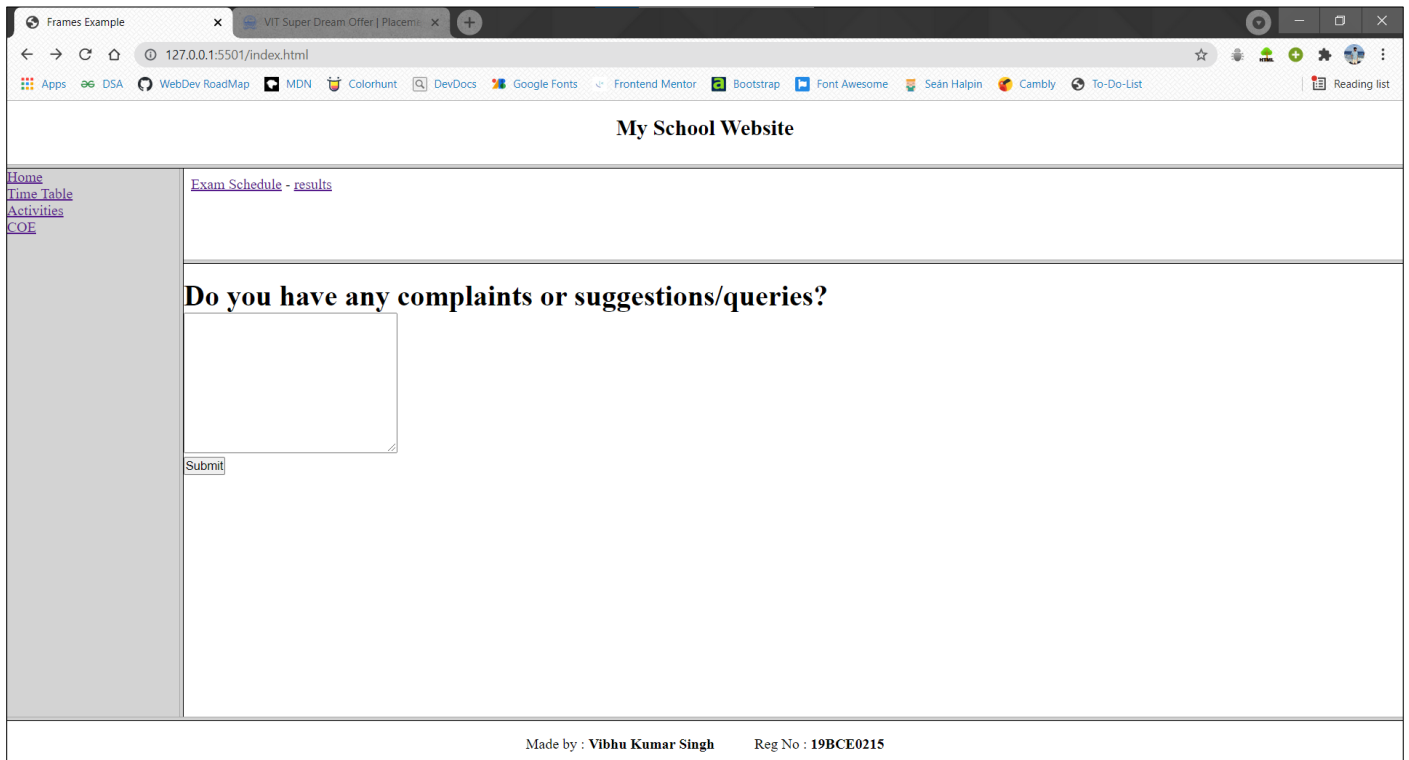 Frames Example
VIT Super Dream Offer | Placem
127.0.0.1:5501/index.html
Apps DSA WebDev RoadMap MDN Colorhunt DevDocs Google Fonts Frontend Mentor Bootstrap Font Awesome Seán Halpin Cambly To-Do-List Reading list
My School Website
Home
Time Table
Activities
COE
Exam Schedule - results
Do you have any complaints or suggestions/queries?
Submit
Made by : Vibhu Kumar Singh Reg No : 19BCE0215